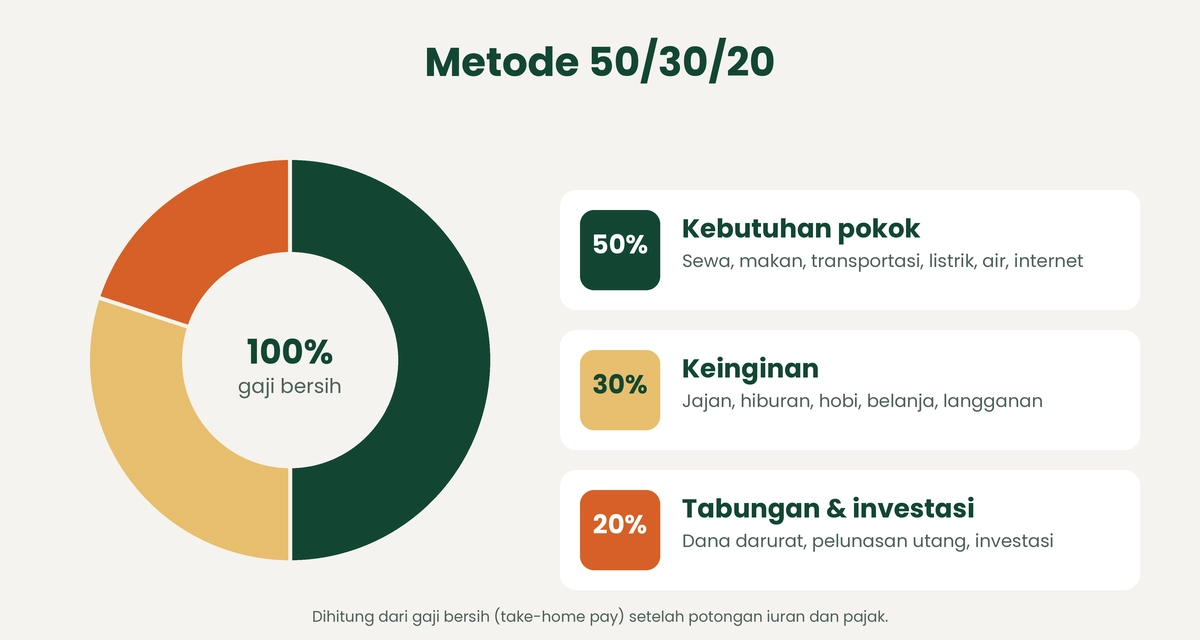 Metode 50/30/20
100%
gaji bersih
50%
Kebutuhan pokok
Sewa, makan, transportasi, listrik, air, internet
30%
Keinginan
Jajan, hiburan, hobi, belanja, langganan
20%
Tabungan & investasi
Dana darurat, pelunasan utang, investasi
Dihitung dari gaji bersih (take-home pay) setelah potongan iuran dan pajak.